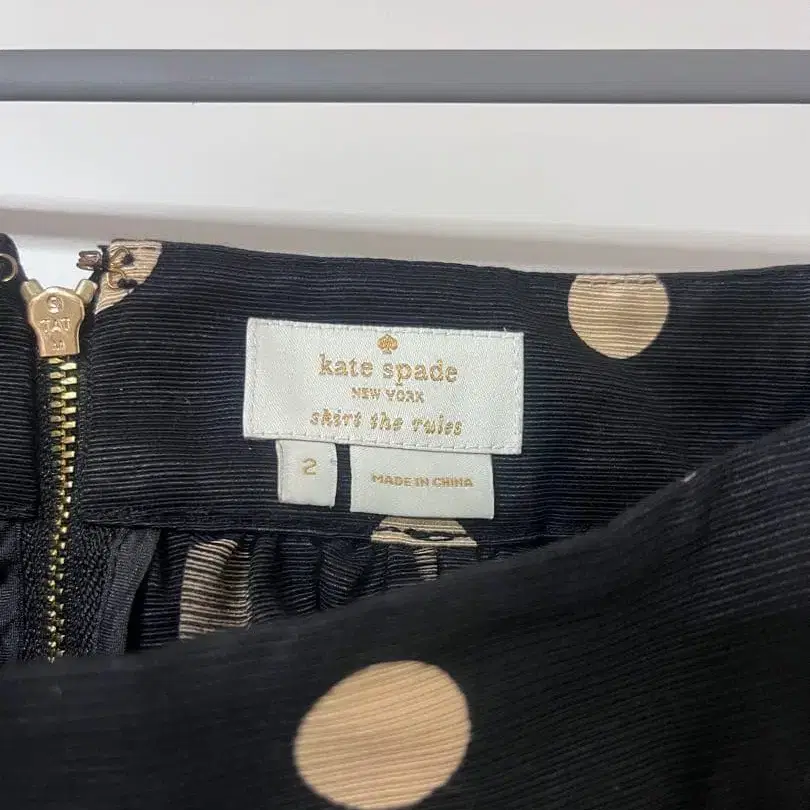 kate spade
NEW YORK
skirt the rules
2
MADE IN CHINA